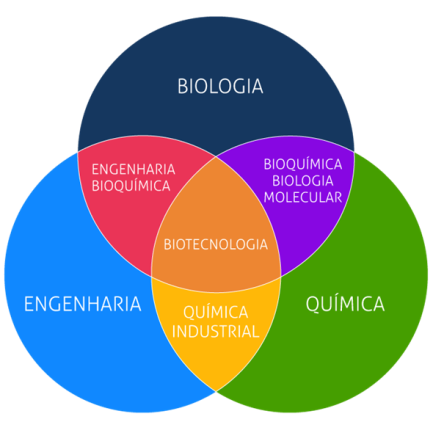 BIOLOGIA
ENGENHARIA
BIOQUÍMICA
BIOQUÍMICA
BIOLOGIA
MOLECULAR
BIOTECNOLOGIA
ENGENHARIA
QUÍMICA
INDUSTRIAL
QUÍMICA